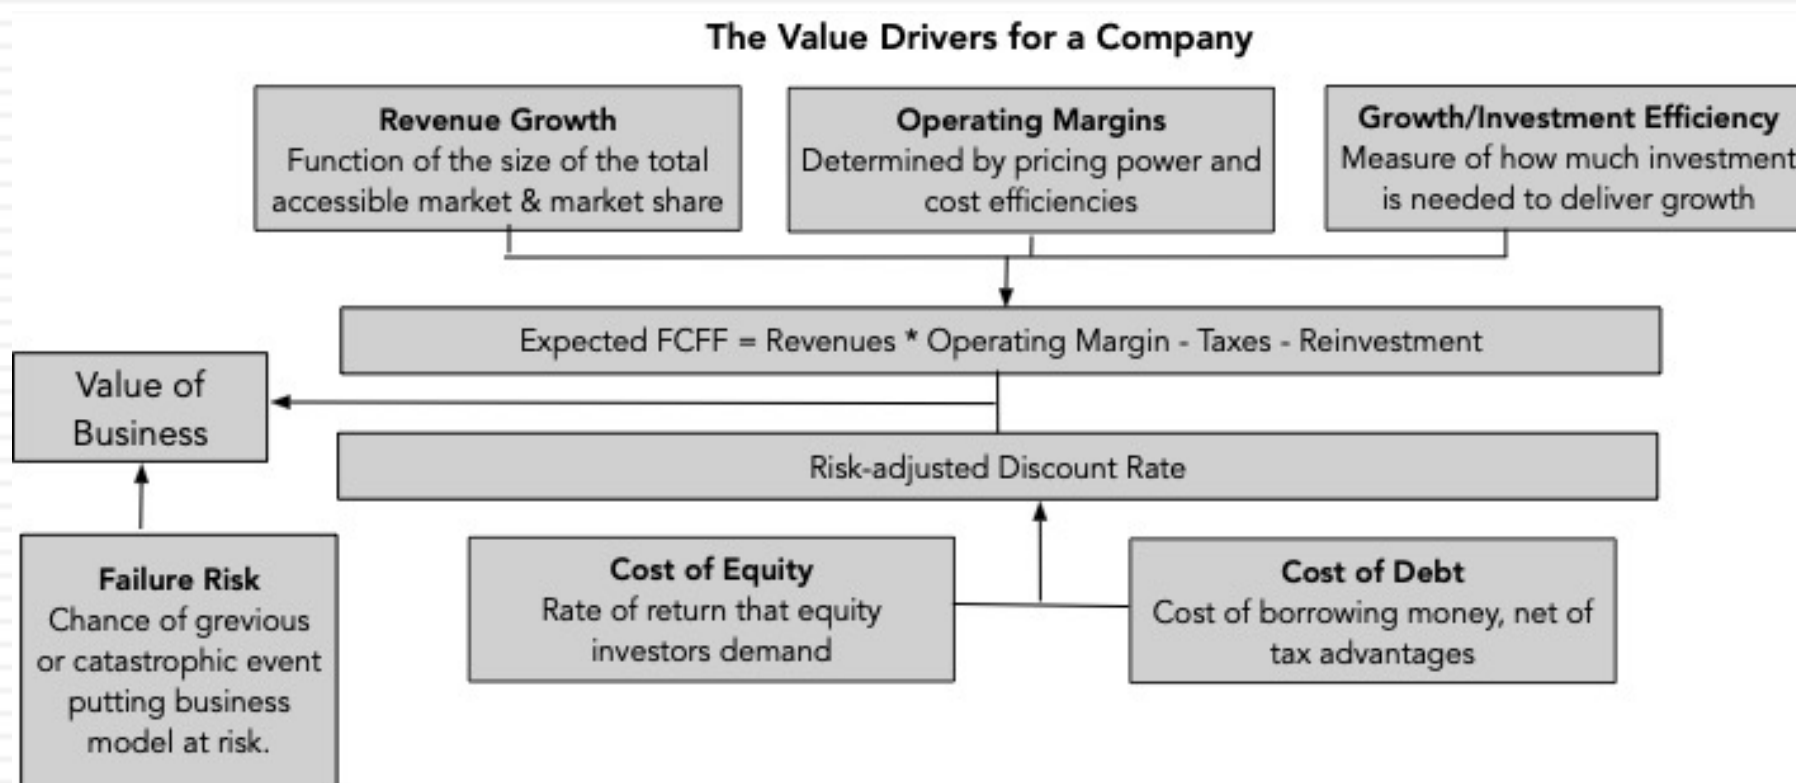 The Value Drivers for a Company
Revenue Growth
Function of the size of the total
accessible market & market share
Operating Margins
Determined by pricing power and
cost efficiencies
Growth/Investment Efficiency
Measure of how much investment
is needed to deliver growth
Expected FCFF = Revenues * Operating Margin - Taxes - Reinvestment
Value of
Business
Risk-adjusted Discount Rate
Failure Risk
Chance of grevious
or catastrophic event
putting business
model at risk.
Cost of Equity
Rate of return that equity
investors demand
Cost of Debt
Cost of borrowing money, net of
tax advantages